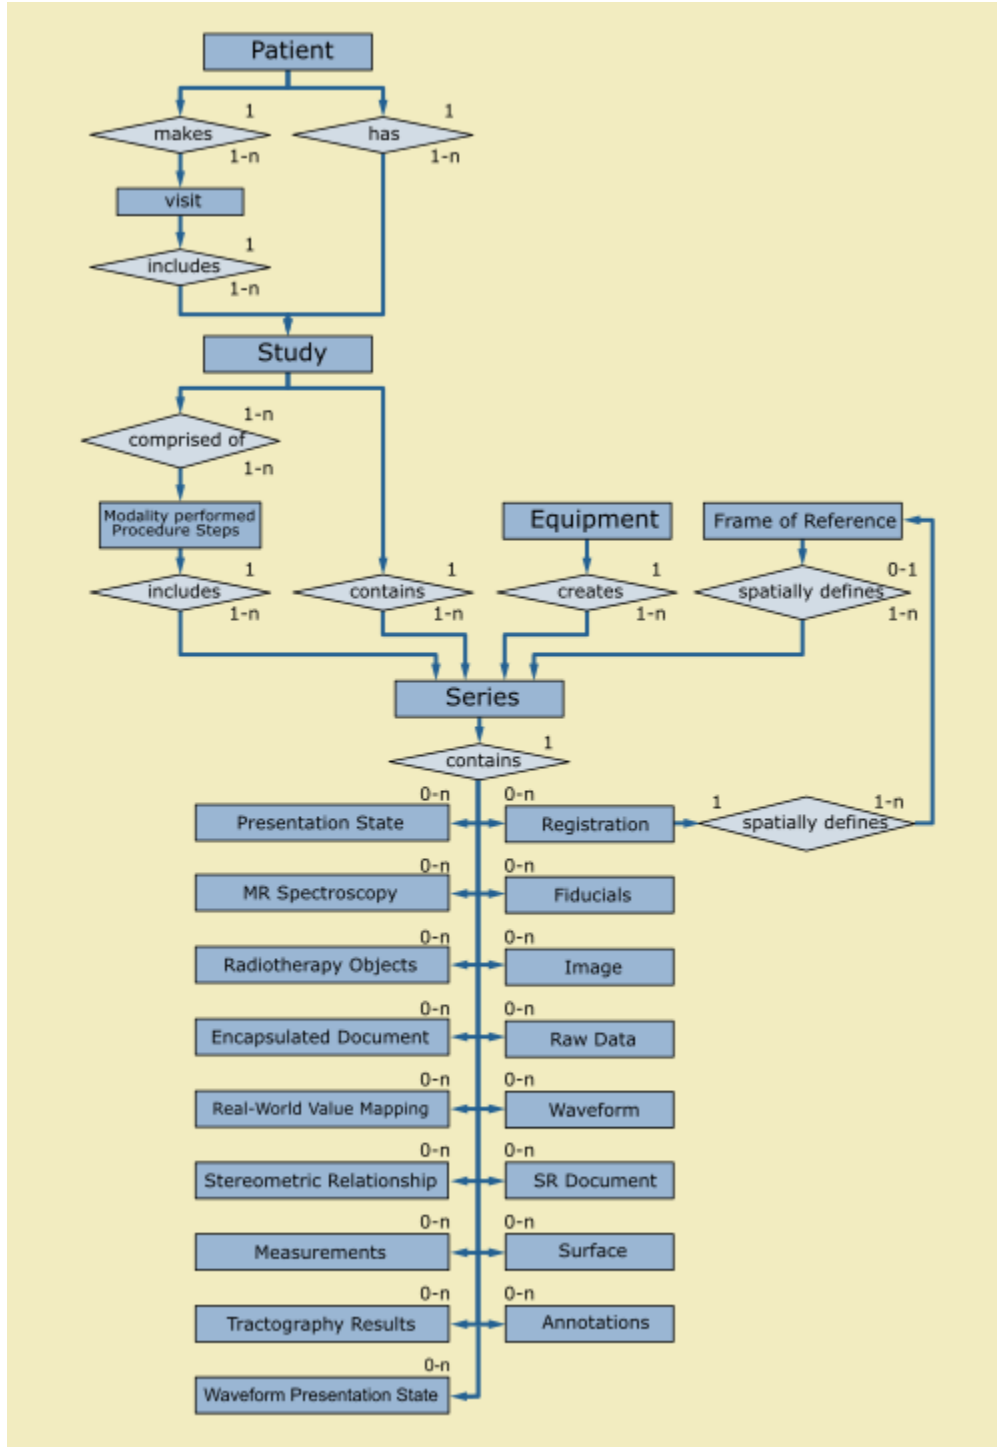 Patient
1
1
makes
has
1-n
1-n
visit
1
includes
1-n
Study
1-n
comprised of
1-n
Modality performed
Procedure Steps
Equipment
Frame of Reference
1
1
1
0-1
includes
contains
creates
spatially defines
1-n
1-n
1-n
1-n
Series
1
contains
0-n
0-n
1
1-n
Presentation State
Registration
spatially defines
0-n
0-n
MR Spectroscopy
Fiducials
0-n
0-n
Radiotherapy Objects
Image
0-n
0-n
Encapsulated Document
Raw Data
0-n
0-n
Real-World Value Mapping
Waveform
0-n
0-n
Stereometric Relationship
SR Document
0-n
0-n
Measurements
Surface
0-n
0-n
Tractography Results
Annotations
0-n
Waveform Presentation State